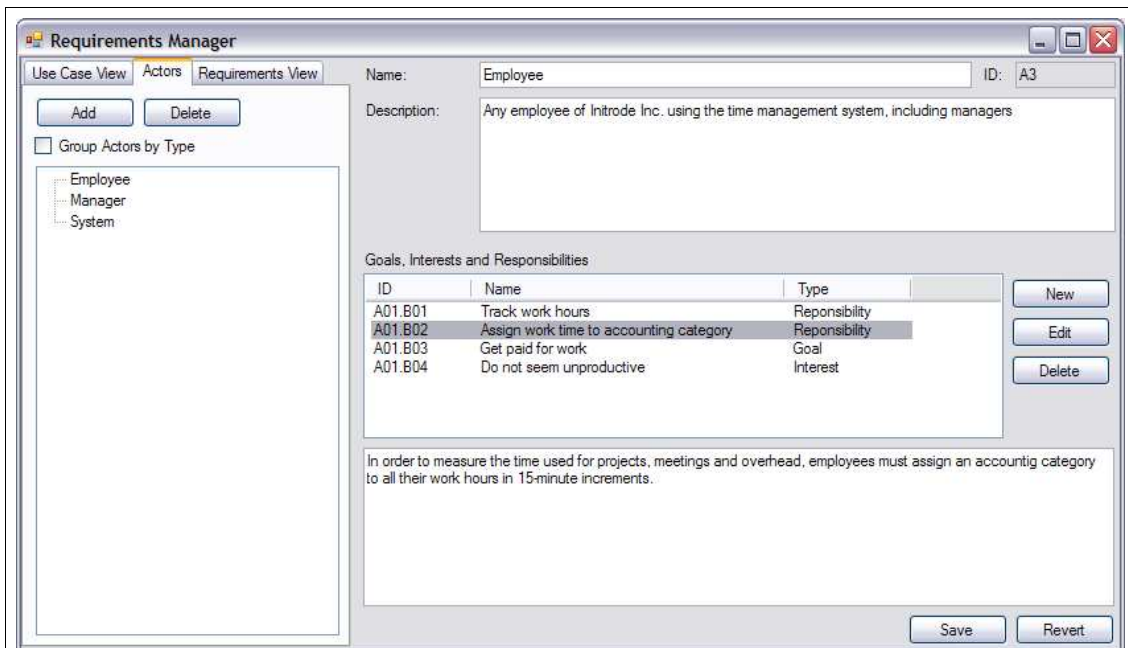 Requirements Manager
Use Case View Actors Requirements View
Add Delete
Group Actors by Type
Employee
Manager
System
Name: Employee ID: A3
Description: Any employee of Initrode Inc. using the time management system, including managers
Goals, Interests and Responsibilities
ID Name Type
A01.B01 Track work hours Reponsibility
A01.B02 Assign work time to accounting category Reponsibility
A01.B03 Get paid for work Goal
A01.B04 Do not seem unproductive Interest
New
Edit
Delete
In order to measure the time used for projects, meetings and overhead, employees must assign an accountig category
to all their work hours in 15-minute increments.
Save Revert